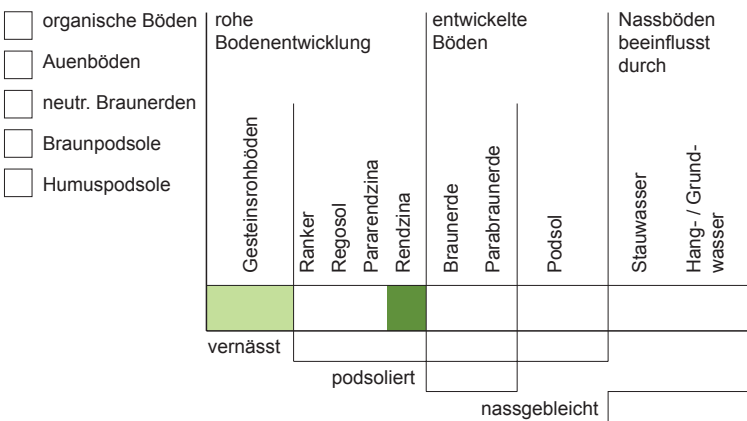 organische Böden
Auenböden
neutr. Braunerden
Braunpodsole
Humuspodsole
rohe
Bodenentwicklung
entwickelte
Böden
Nassböden
beeinflusst
durch
Gesteinsrohböden
Ranker
Regosol
Pararendzina
Rendzina
Braunerde
Parabraunerde
Podsol
Stauwasser
Hang- / Grund-
wasser
vernässt
podsoliert
nassgebleicht